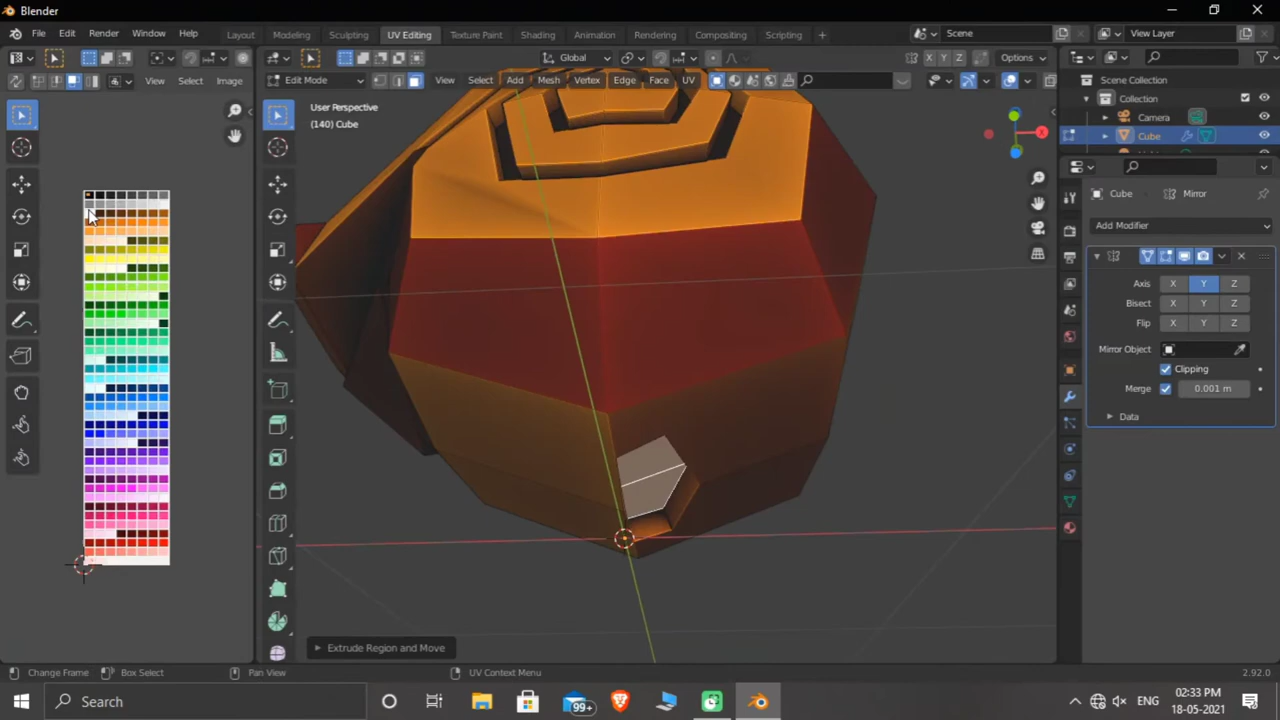 Blender
File Edit Render Window Help Layout Modeling Sculpting UV Editing Texture Paint Shading Animation Rendering Compositing Scripting + Scene View Layer
Global X Y Z Options
View Select Image Edit Mode View Select Add Mesh Vertex Edge Face UV Scene Collection
Collection
Camera
Cube
User Perspective
(140) Cube
X
Cube > Mirror
Add Modifier
Axis X Y Z
Bisect X Y Z
Flip X Y Z
Mirror Object
Clipping
Merge 0.001 m
Data
Extrude Region and Move
Change Frame Box Select Pan View UV Context Menu 2.92.0
Search 99+ ENG 02:33 PM
18-05-2021